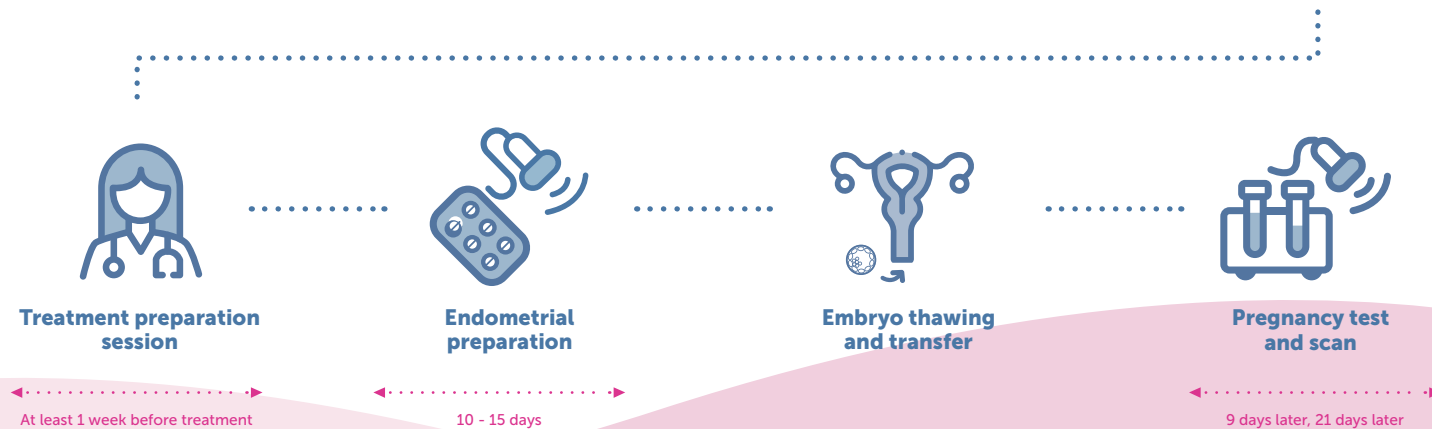 Treatment preparation
session
Endometrial
preparation
Embryo thawing
and transfer
Pregnancy test
and scan
At least 1 week before treatment
10 - 15 days
9 days later, 21 days later